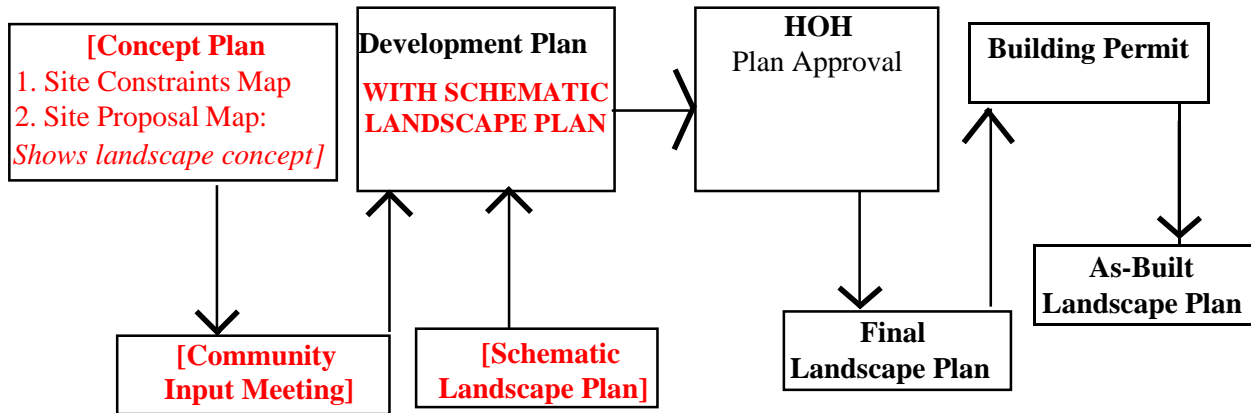 [Concept Plan
1. Site Constraints Map
2. Site Proposal Map:
Shows landscape concept]
[Community
Input Meeting]
Development Plan
WITH SCHEMATIC
LANDSCAPE PLAN
[Schematic
Landscape Plan]
HOH
Plan Approval
Final
Landscape Plan
Building Permit
As-Built
Landscape Plan